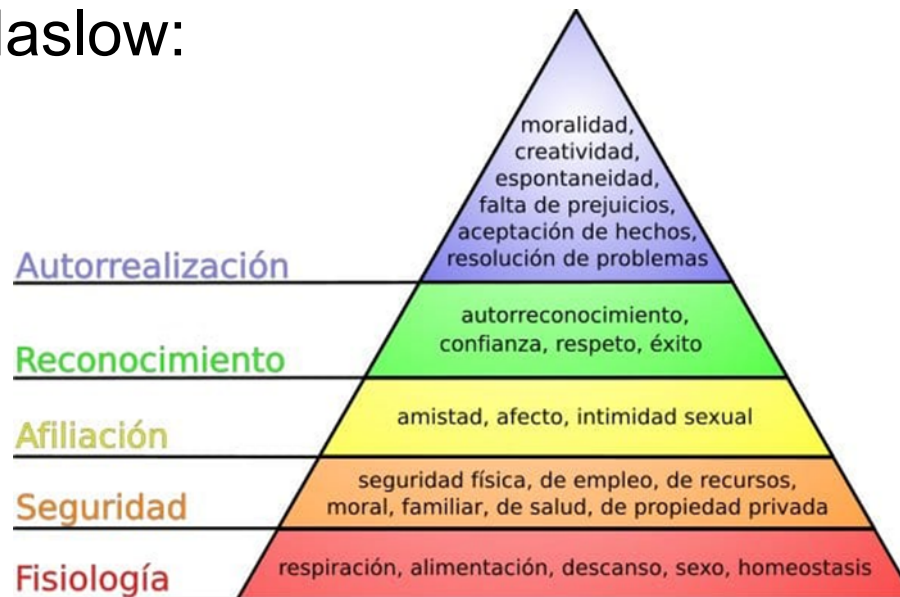 laslow:
moralidad,
creatividad,
espontaneidad,
falta de prejuicios,
aceptación de hechos,
resolución de problemas
Autorrealización
autorreconocimiento,
confianza, respeto, éxito
Reconocimiento
amistad, afecto, intimidad sexual
Afiliación
seguridad física, de empleo, de recursos,
moral, familiar, de salud, de propiedad privada
Seguridad
respiración, alimentación, descanso, sexo, homeostasis
Fisiología